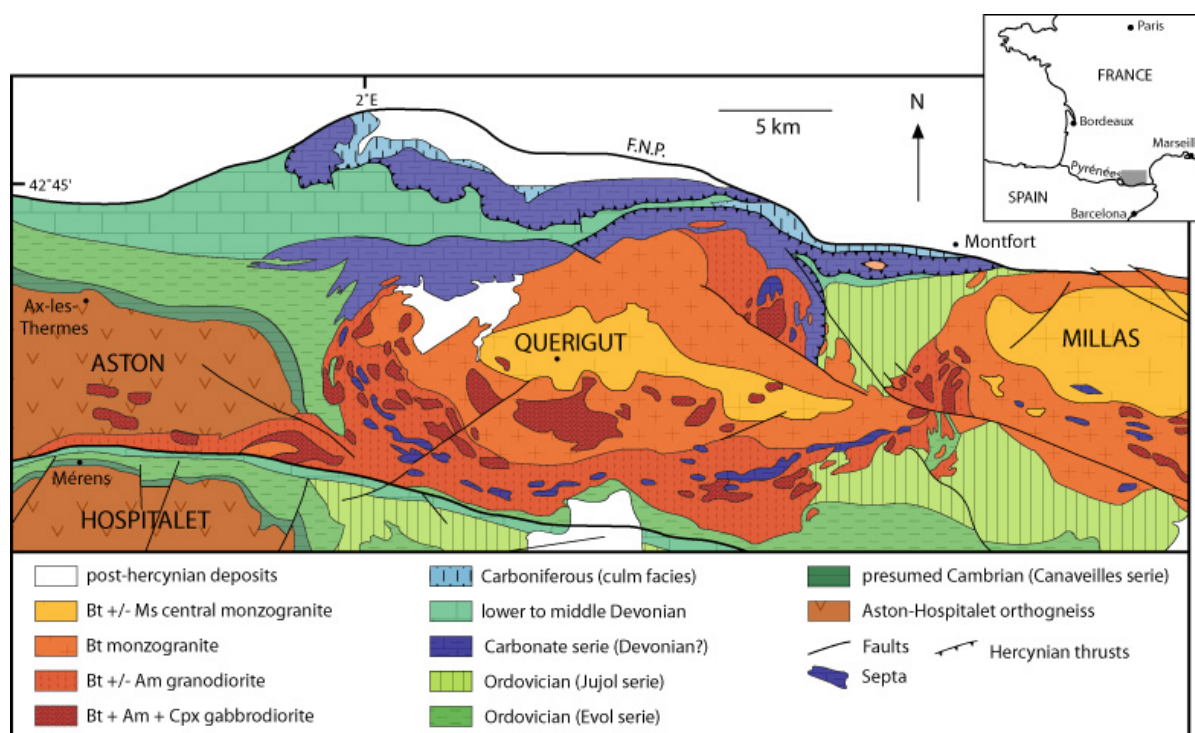 Paris
FRANCE
Bordeaux
Marseill
Pyrénées
SPAIN
Barcelona
2°E
5 km
N
F.N.P.
42°45'
Montfort
Ax-les-
Thermes
ASTON
QUERIGUT
MILLAS
Mérens
HOSPITALET
post-hercynian deposits
Bt +/- Ms central monzogranite
Bt monzogranite
Bt +/- Am granodiorite
Bt + Am + Cpx gabbrodiorite
Carboniferous (culm facies)
lower to middle Devonian
Carbonate serie (Devonian?)
Ordovician (Jujol serie)
Ordovician (Evol serie)
presumed Cambrian (Canaveilles serie)
Aston-Hospitalet orthogneiss
Faults
Hercynian thrusts
Septa